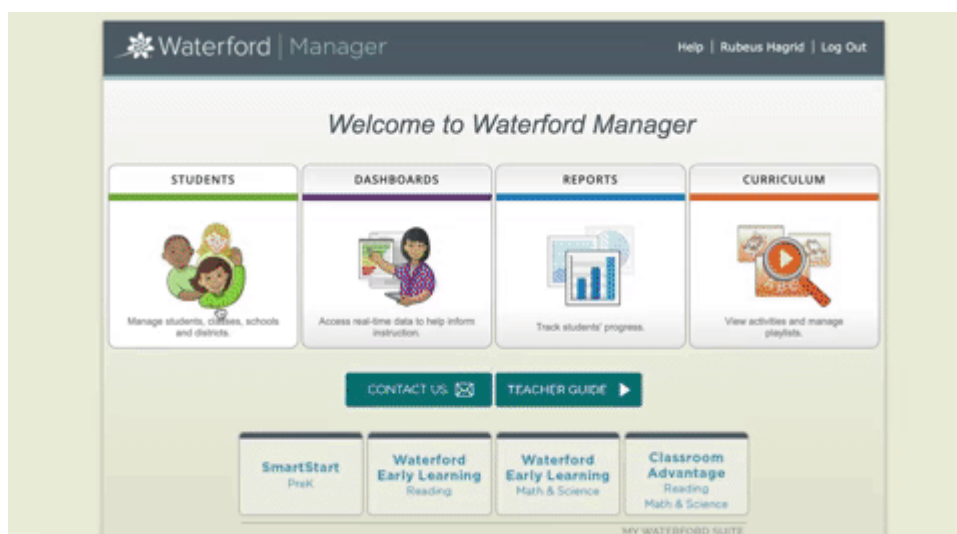 Waterford | Manager
Help | Rubeus Hagrid | Log Out
Welcome to Waterford Manager
STUDENTS
Manage students, classes, schools
and districts.
DASHBOARDS
Access real-time data to help inform
instruction.
REPORTS
Track students' progress.
CURRICULUM
ABC
View activities and manage
playlists.
CONTACT US
TEACHER GUIDE
SmartStart
PreK
Waterford
Early Learning
Reading
Waterford
Early Learning
Math & Science
Classroom
Advantage
Reading
Math & Science
MY WATERFORD SUITE